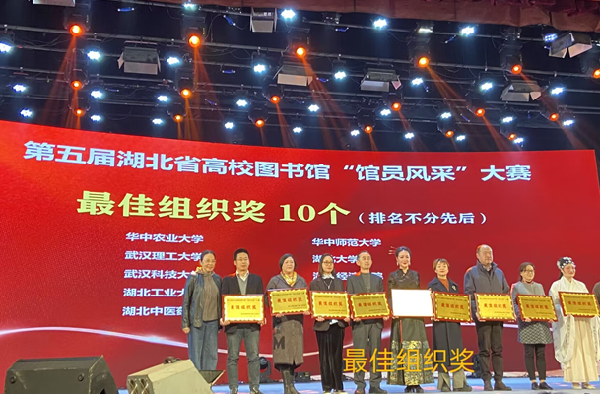 第五届湖北省高校图书馆“馆员风采”大赛
最佳组织奖 10个（排名不分先后）
华中农业大学
华中师范大学
武汉理工大学
大学
武汉科技大
经
湖北工业大
湖北中医药
最佳组织奖